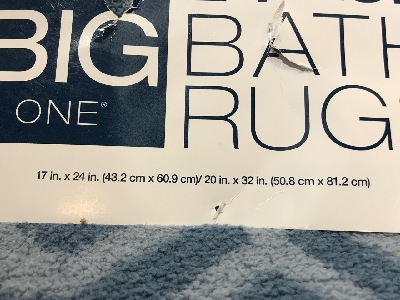 BIG
ONE®
BATH
RUG
17 in. x 24 in. (43.2 cm x 60.9 cm)/ 20 in. x 32 in. (50.8 cm x 81.2 cm)